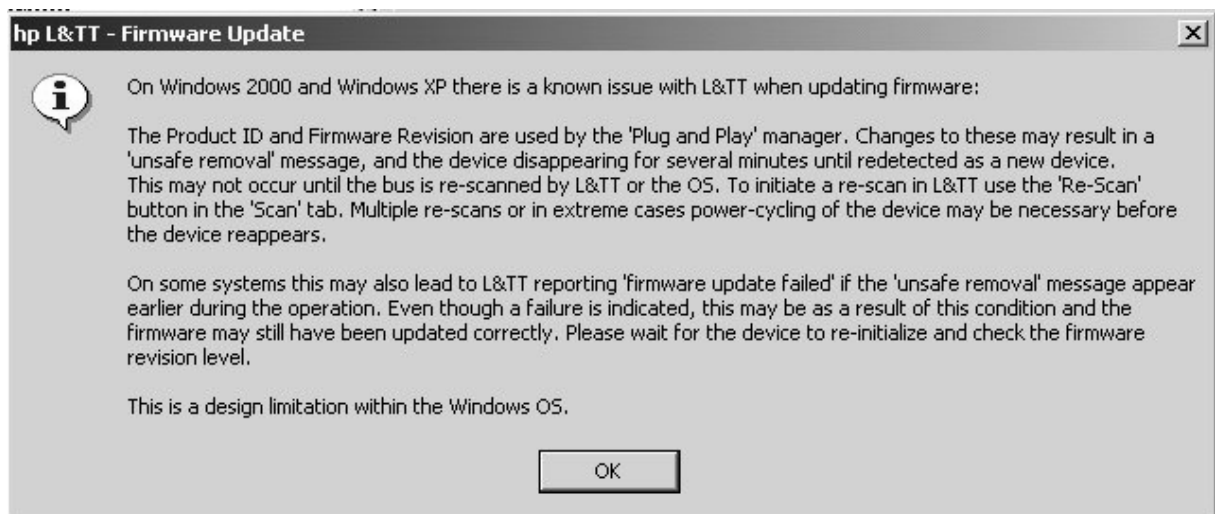 hp L&TT - Firmware Update
On Windows 2000 and Windows XP there is a known issue with L&TT when updating firmware:
The Product ID and Firmware Revision are used by the 'Plug and Play' manager. Changes to these may result in a
'unsafe removal' message, and the device disappearing for several minutes until redetected as a new device.
This may not occur until the bus is re-scanned by L&TT or the OS. To initiate a re-scan in L&TT use the 'Re-Scan'
button in the 'Scan' tab. Multiple re-scans or in extreme cases power-cycling of the device may be necessary before
the device reappears.
On some systems this may also lead to L&TT reporting 'firmware update failed' if the 'unsafe removal' message appear
earlier during the operation. Even though a failure is indicated, this may be as a result of this condition and the
firmware may still have been updated correctly. Please wait for the device to re-initialize and check the firmware
revision level.
This is a design limitation within the Windows OS.
OK